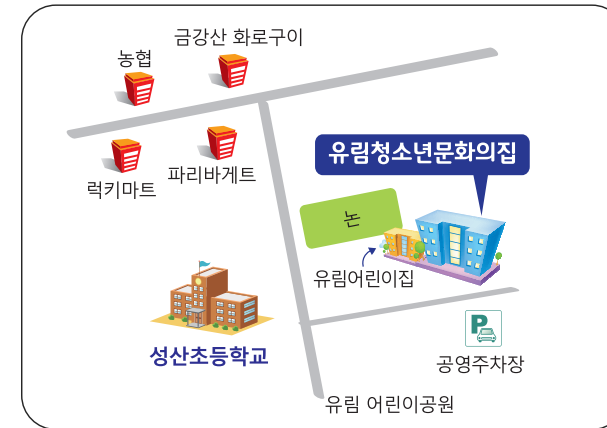 금강산 화로구이
농협
럭키마트
파리바게트
유림청소년문화의집
논
유림어린이집
성산초등학교
P
공영주차장
유림 어린이공원